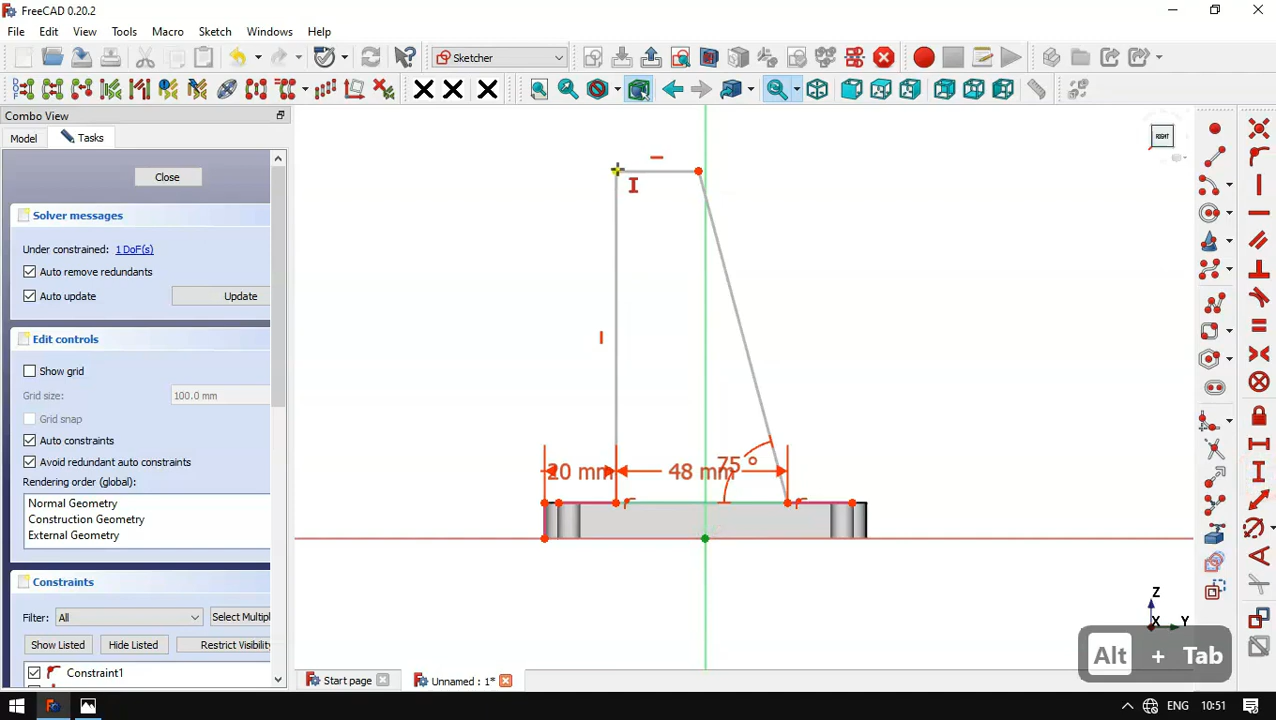 FreeCAD 0.20.2
File Edit View Tools Macro Sketch Windows Help
Sketcher
Combo View
Model Tasks
RIGHT
Close
Solver messages
Under constrained: 1 DoF(s)
Auto remove redundants
Auto update Update
Edit controls
Show grid
Grid size: 100.0 mm
Grid snap
Auto constraints
Avoid redundant auto constraints
Rendering order (global):
Normal Geometry
Construction Geometry
External Geometry
Constraints
Filter: All Select Multipl
Show Listed Hide Listed Restrict Visibility
Constraint1
20 mm 48 mm 75 °
Z
X Y
Alt + Tab
Start page Unnamed : 1*
ENG 10:51